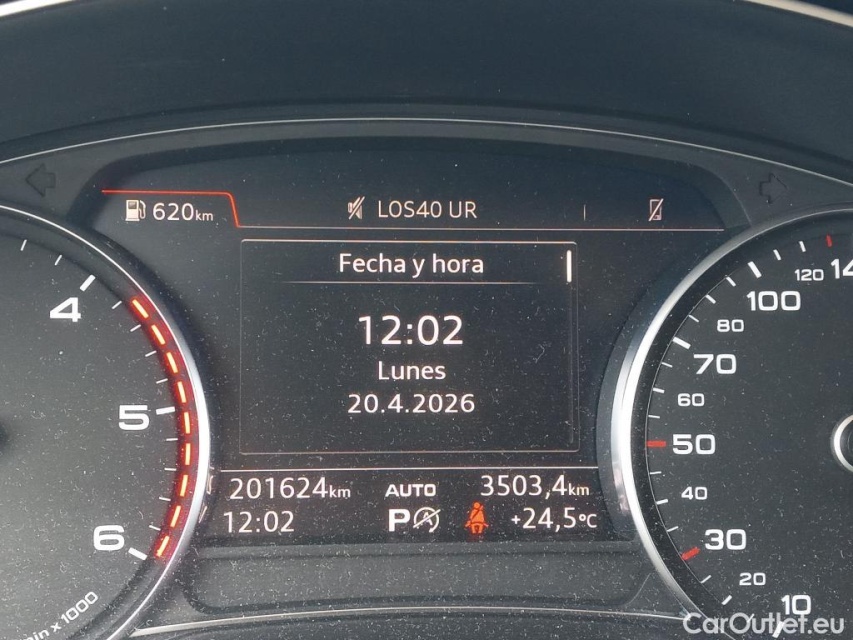 620km
LOS40 UR
Fecha y hora
12:02
Lunes
20.4.2026
201624km
AUTO
3503,4km
12:02
P
A
+24,5°C
4
5
6
x 1000
120
100
80
70
60
50
40
30
20
10
CarOutlet.eu